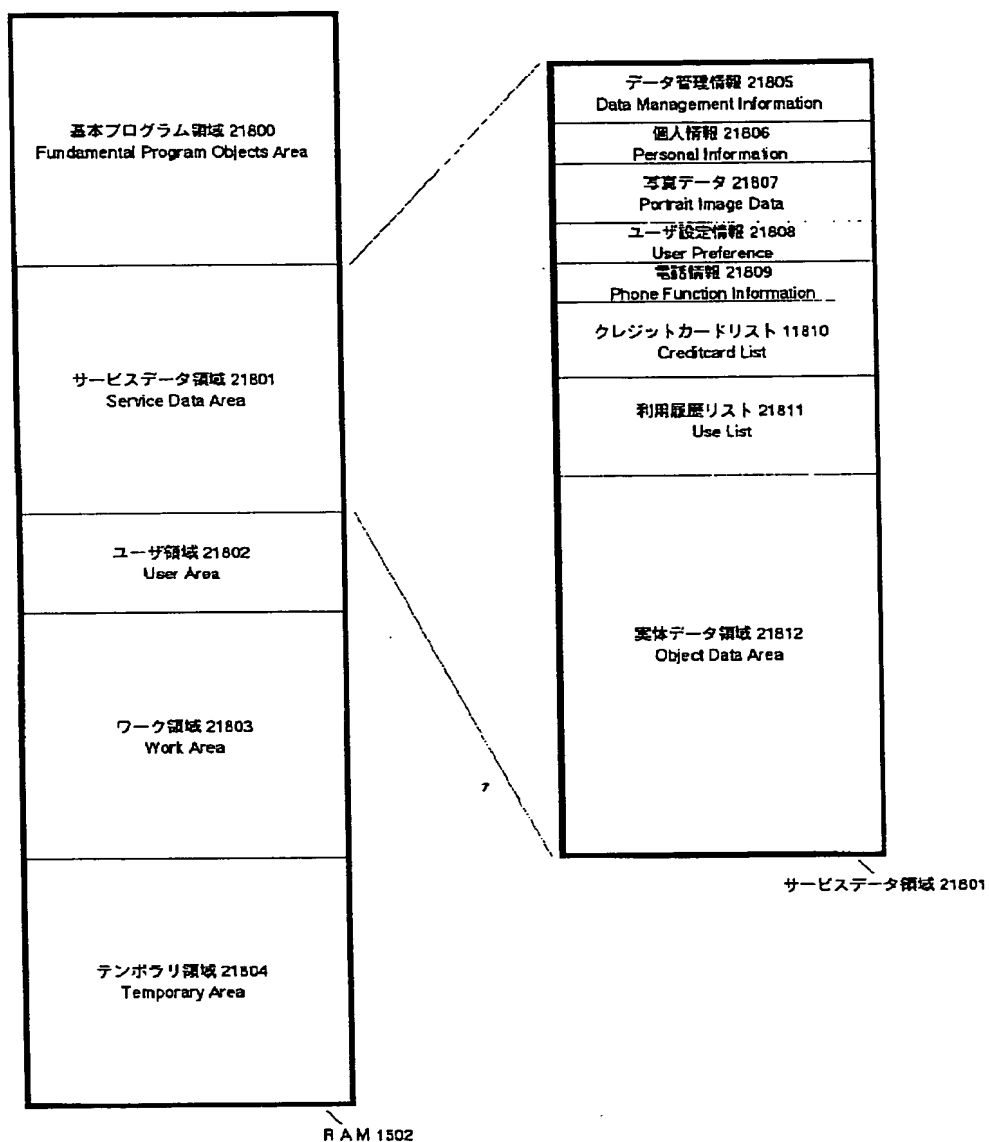 基本プログラム領域 21800
Fundamental Program Objects Area
サービスデータ領域 21801
Service Data Area
ユーザ領域 21802
User Area
ワーク領域 21803
Work Area
テンポラリ領域 21804
Temporary Area
RAM 1502
データ管理情報 21805
Data Management Information
個人情報 21806
Personal Information
写真データ 21807
Portrait Image Data
ユーザ設定情報 21808
User Preference
電話情報 21809
Phone Function Information
クレジットカードリスト 11810
Creditcard List
利用履歴リスト 21811
Use List
実体データ領域 21812
Object Data Area
サービスデータ領域 21801